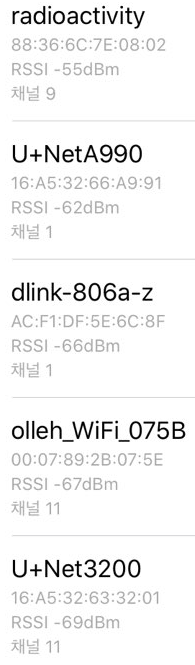 radioactivity
88:36:6C:7E:08:02
RSSI -55dBm
채널 9
U+NetA990
16:A5:32:66:A9:91
RSSI -62dBm
채널 1
dlink-806a-z
AC:F1:DF:5E:6C:8F
RSSI -66dBm
채널 1
olleh_WiFi_075B
00:07:89:2B:07:5E
RSSI -67dBm
채널 11
U+Net3200
16:A5:32:63:32:01
RSSI -69dBm
채널 11